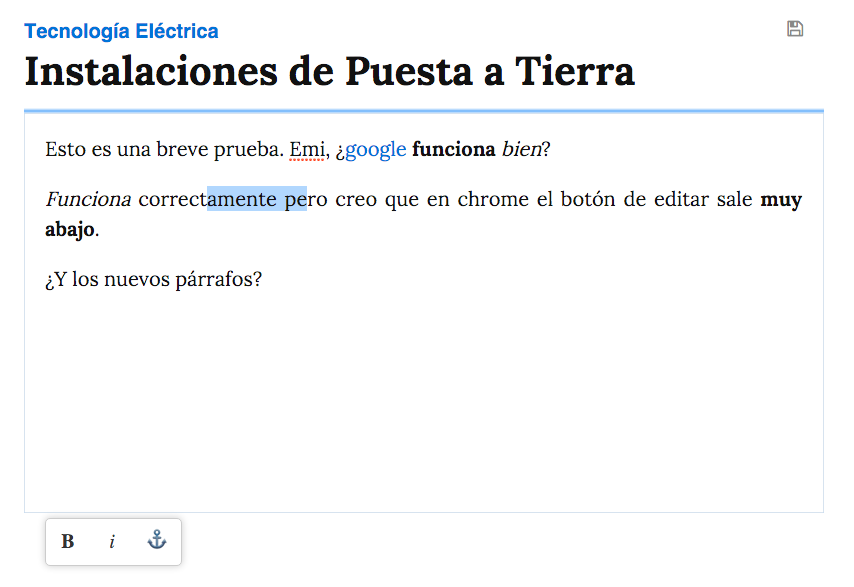 Tecnología Eléctrica
Instalaciones de Puesta a Tierra
Esto es una breve prueba. Emi, ¿google funciona bien?
Funciona correctamente pero creo que en chrome el botón de editar sale muy
abajo.
¿Y los nuevos párrafos?
B i